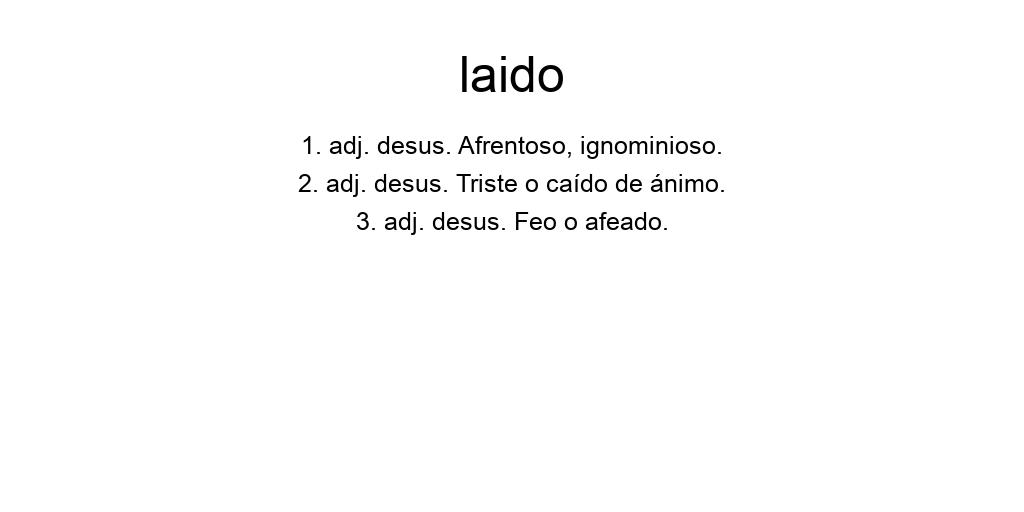 laido
1. adj. desus. Afrentoso, ignominioso.
2. adj. desus. Triste o caído de ánimo.
3. adj. desus. Feo o afeado.